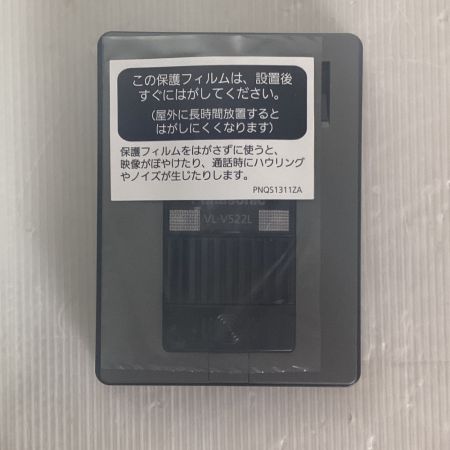 この保護フィルムは、設置後
すぐにはがしてください。
（屋外に長時間放置すると
はがしにくくなります）
保護フィルムをはがさずに使うと、
映像がぼやけたり、通話時にハウリング
やノイズが生じたりします。
PNQS1311ZA
Panasonic
VL-V522L